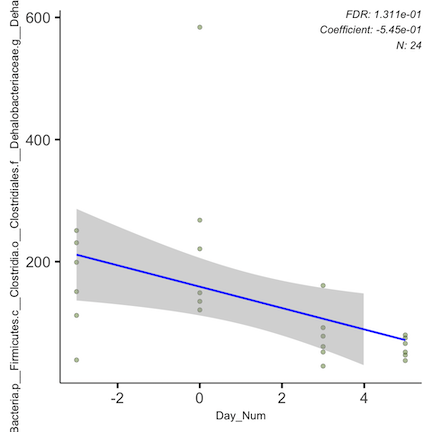 FDR: 1.311e-01
Coefficient: -5.45e-01
N: 24
600
400
200
-2
0
2
4
Day_Num
Bacteria.p__Firmicutes.c__Clostridia.o__Clostridiales.f__Dehalobacteriaceae.g__Deha